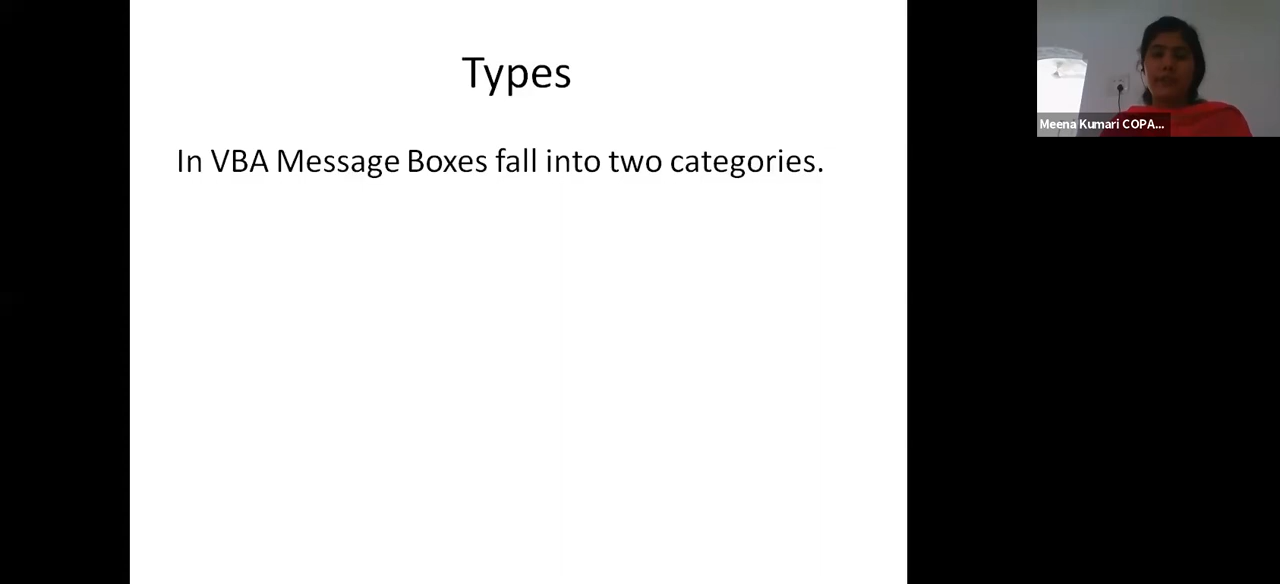 Types
In VBA Message Boxes fall into two categories.
Meena Kumari COPA...